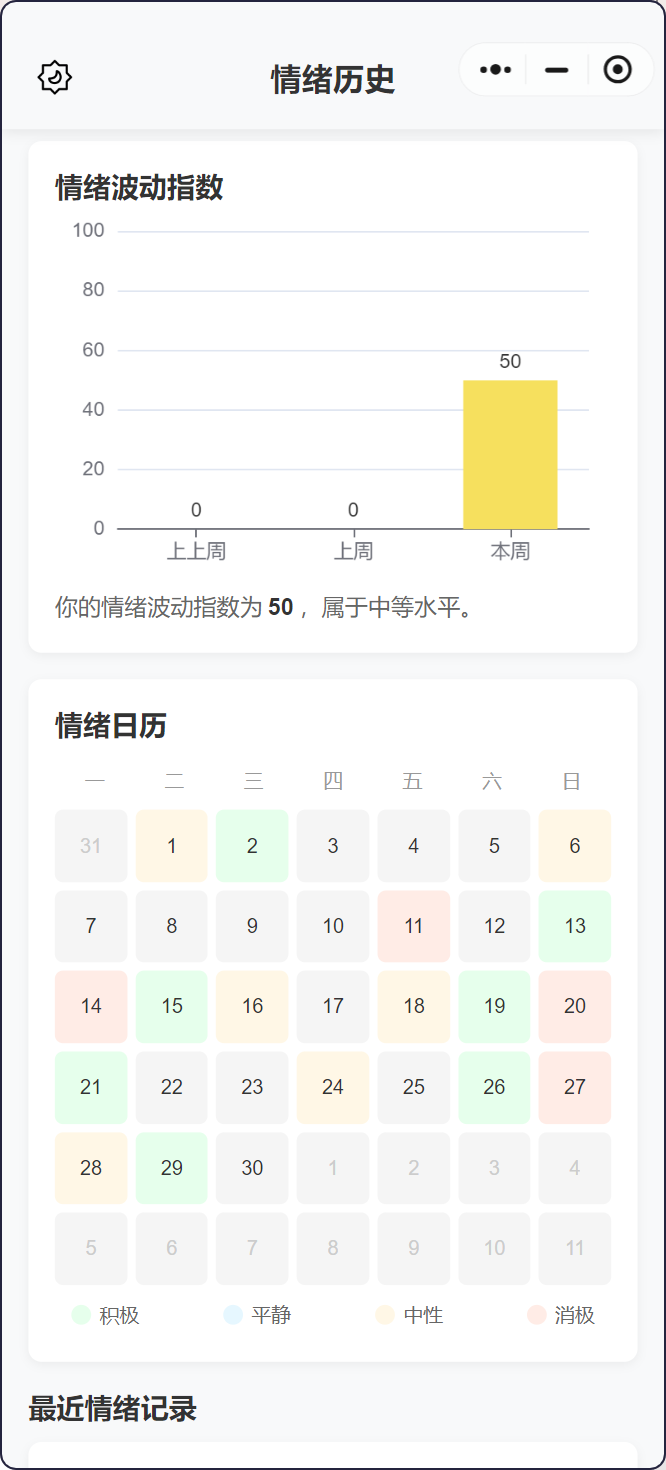 情绪历史
情绪波动指数
100
80
60
40
20
0
0 0 50
上上周 上周 本周
你的情绪波动指数为 50 ，属于中等水平。
情绪日历
一 二 三 四 五 六 日
31 1 2 3 4 5 6
7 8 9 10 11 12 13
14 15 16 17 18 19 20
21 22 23 24 25 26 27
28 29 30 1 2 3 4
5 6 7 8 9 10 11
积极 平静 中性 消极
最近情绪记录